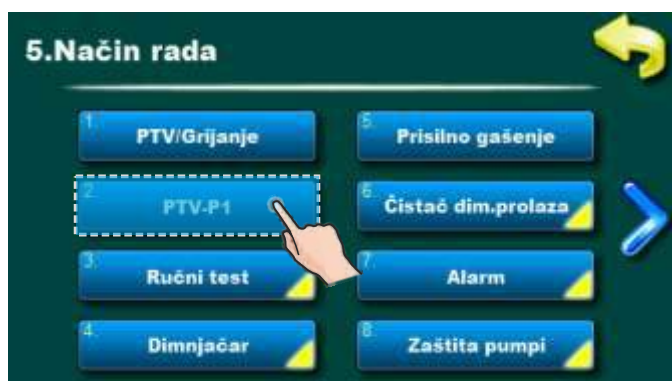 5.Način rada
1.
PTV/Grijanje
2.
PTV-P1
3.
Ručni test
4.
Dimnjačar
5.
Prisilno gašenje
6.
Čistač dim.prolaza
7.
Alarm
8.
Zaštita pumpi